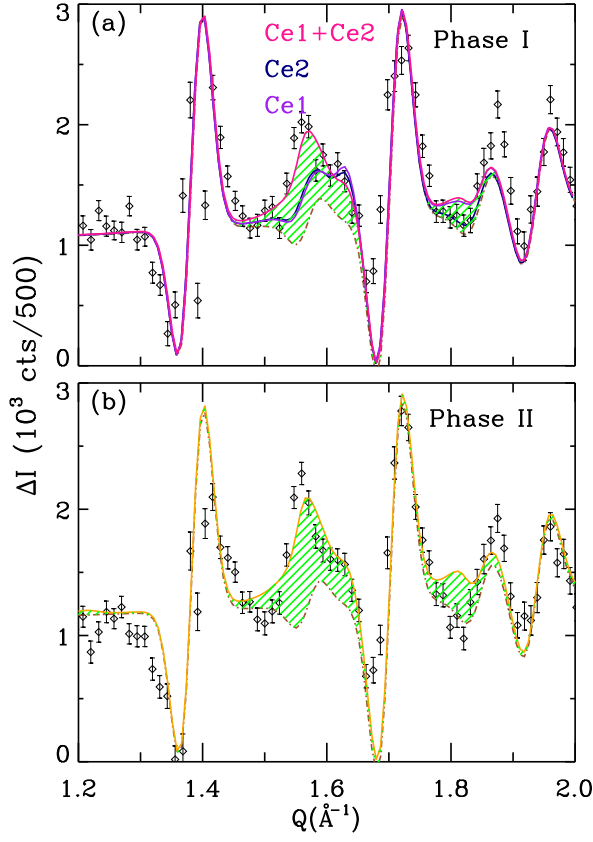 3
(a)
Ce1+Ce2
Phase I
Ce2
Ce1
2
1
0
3
(b)
Phase II
2
1
0
1.2
1.4
1.6
1.8
2.0
Q(Å⁻¹)
ΔI (10³ cts/500)